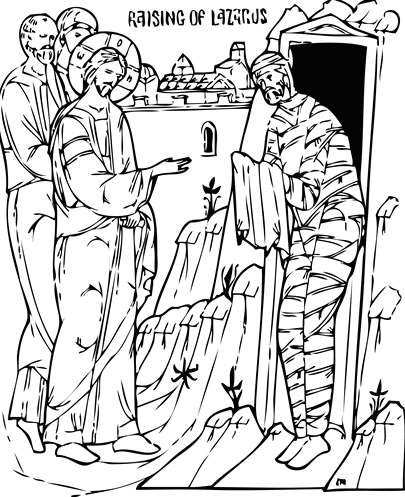 RAISING OF LAZARUS
ω Ο Η